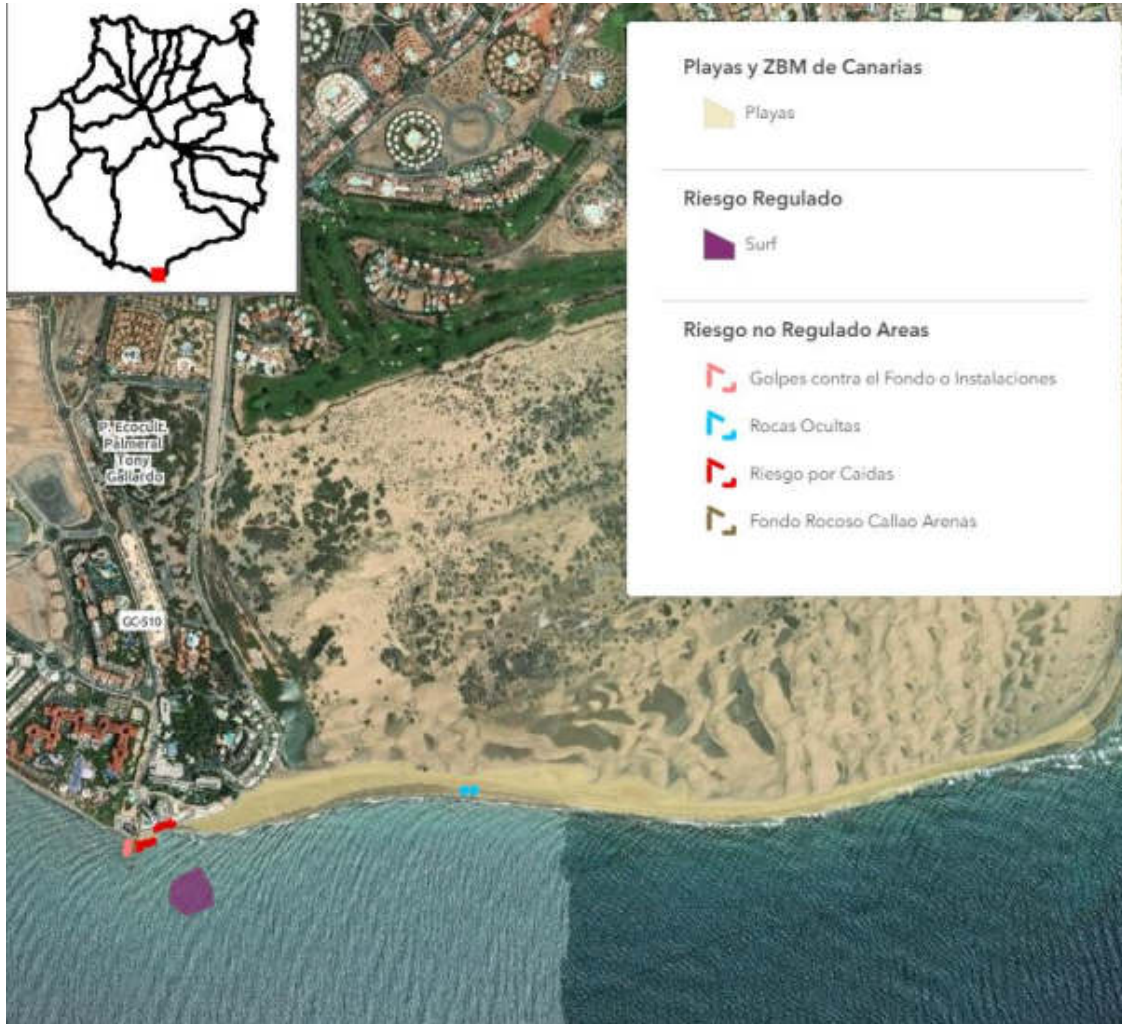 Playas y ZBM de Canarias
Playas
Riesgo Regulado
Surf
Riesgo no Regulado Areas
Golpes contra el Fondo o Instalaciones
Rocas Ocultas
Riesgo por Caidas
Fondo Rocoso Callao Arenas
P. Ecocult.
Palmeral
Tony
Gallardo
GC-510